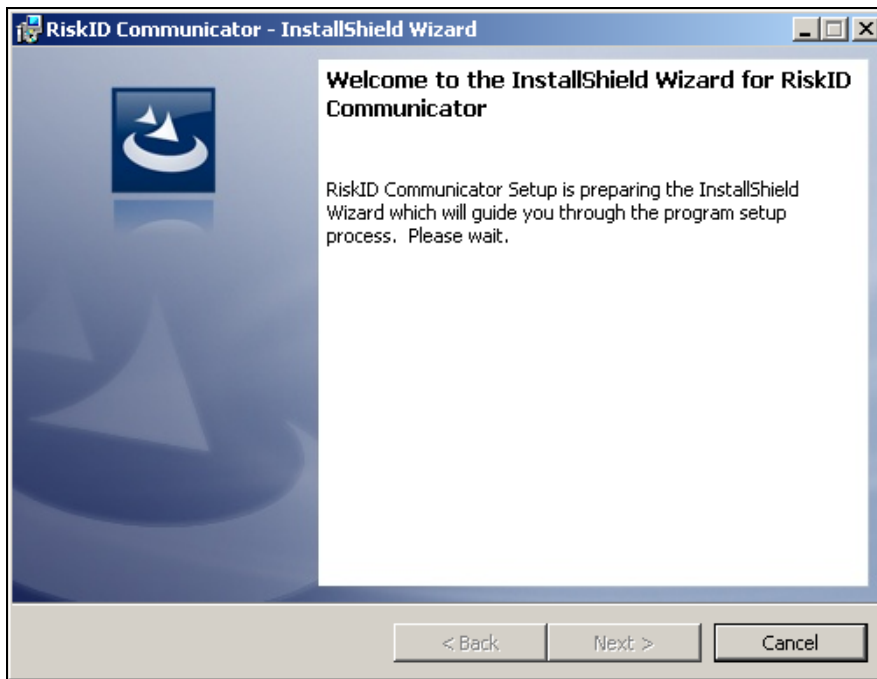 RiskID Communicator - InstallShield Wizard
Welcome to the InstallShield Wizard for RiskID
Communicator
RiskID Communicator Setup is preparing the InstallShield
Wizard which will guide you through the program setup
process.  Please wait.
< Back
Next >
Cancel